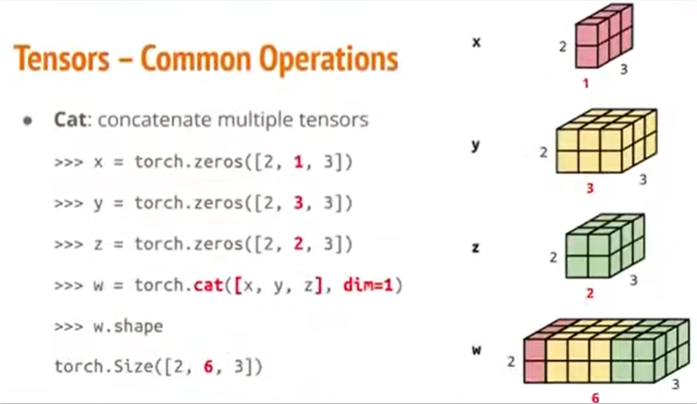 Tensors – Common Operations
• Cat: concatenate multiple tensors
>>> x = torch.zeros([2, 1, 3])
>>> y = torch.zeros([2, 3, 3])
>>> z = torch.zeros([2, 2, 3])
>>> w = torch.cat([x, y, z], dim=1)
>>> w.shape
torch.Size([2, 6, 3])
x
2
3
1
y
2
3
3
z
2
3
2
w
2
3
6